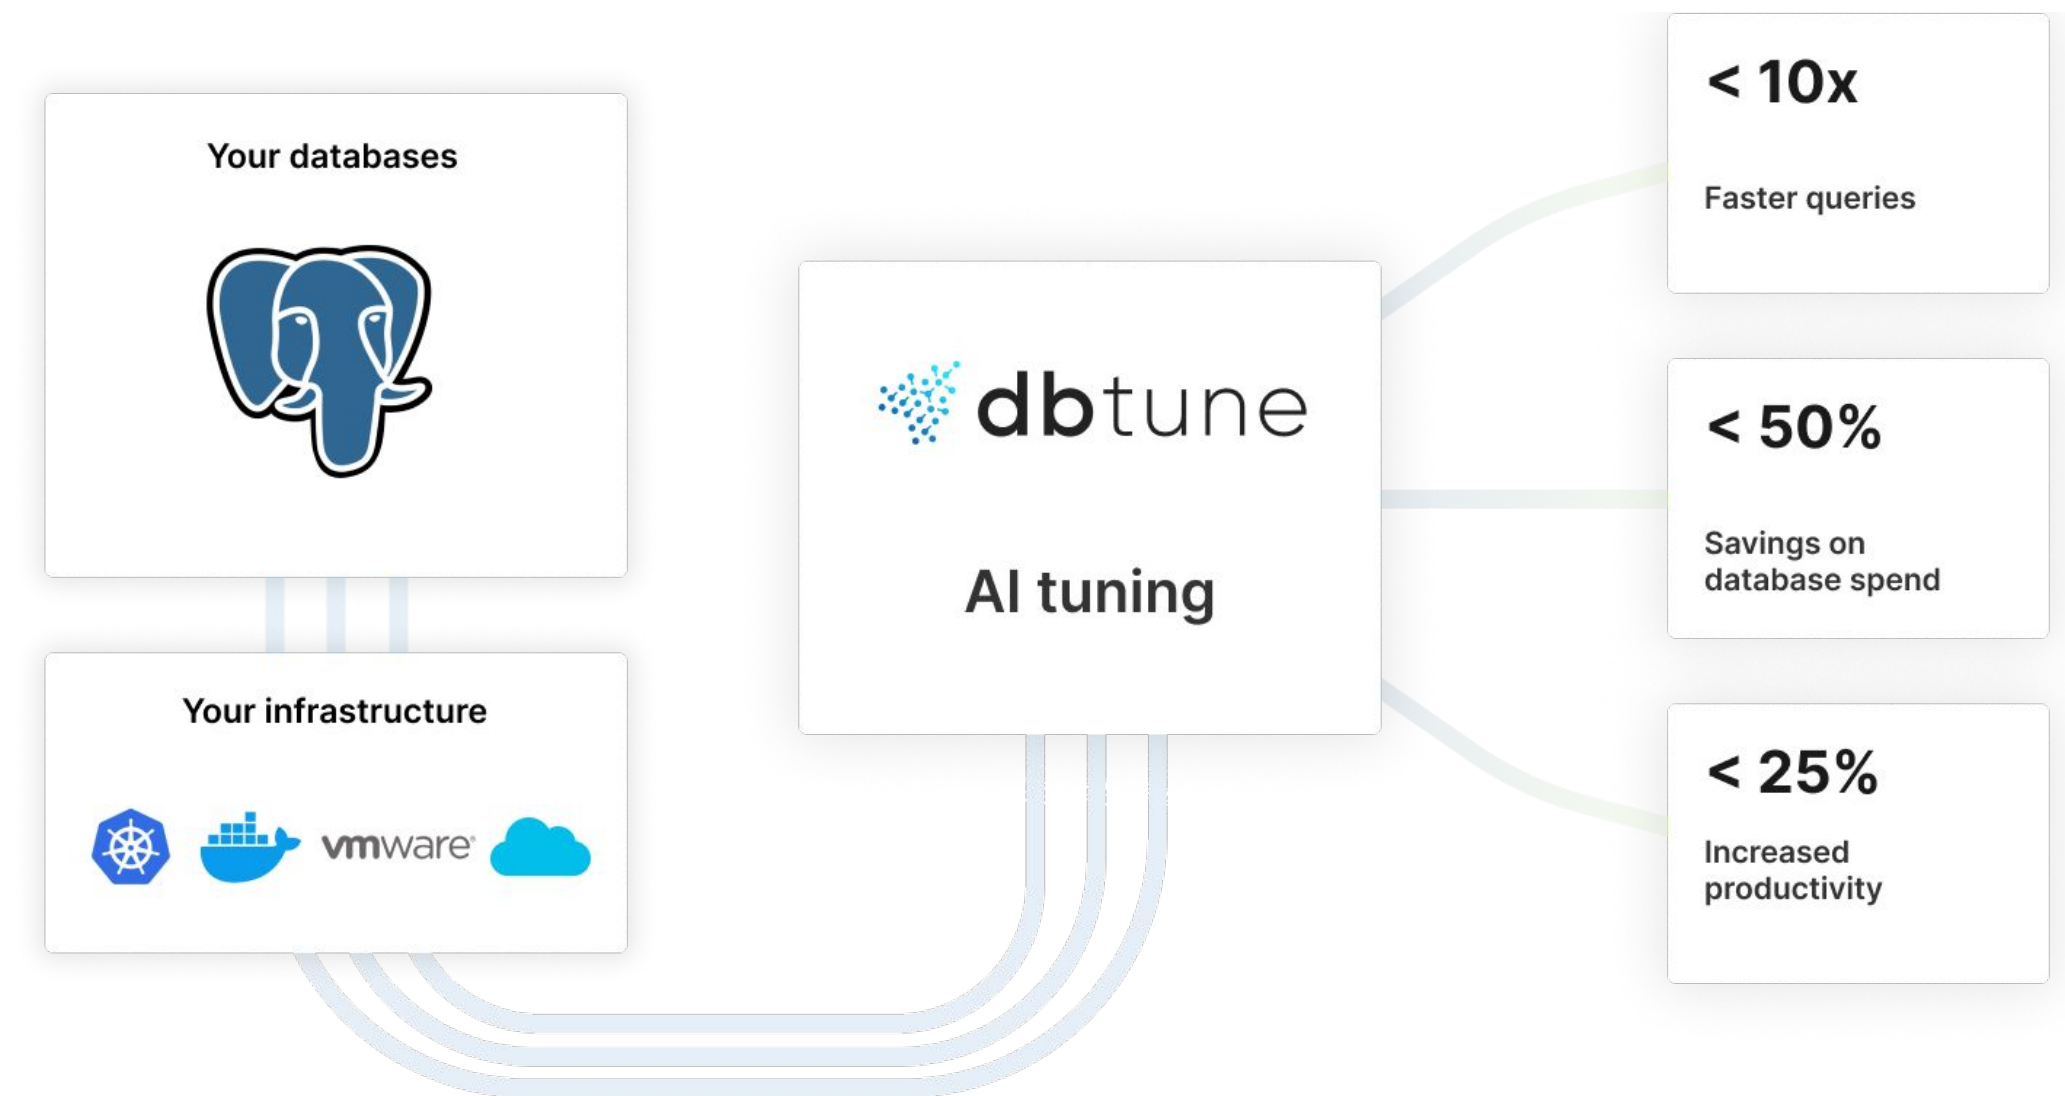 Your databases
Your infrastructure
vmware®
dbtune
AI tuning
< 10x
Faster queries
< 50%
Savings on
database spend
< 25%
Increased
productivity